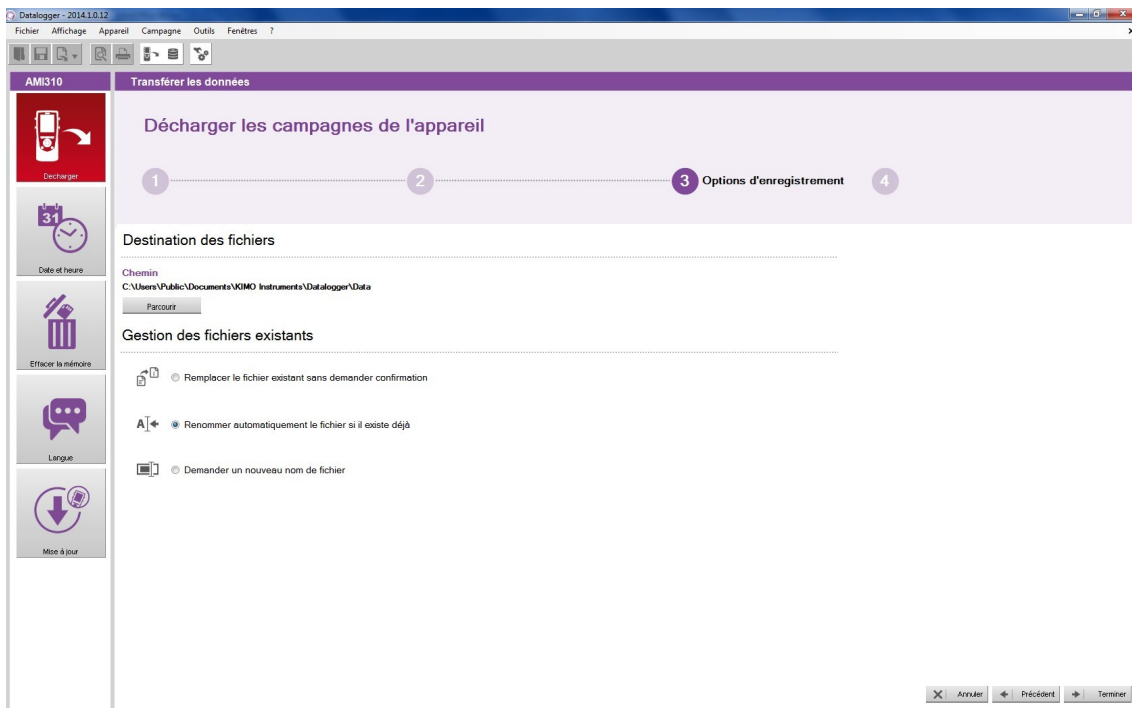 Datalogger - 2014.1.0.12
Fichier Affichage Appareil Campagne Outils Fenêtres ?
AMI310
Transférer les données
Decharger
Décharger les campagnes de l'appareil
1 2 3 Options d'enregistrement 4
31
Date et heure
Destination des fichiers
Chemin
C:\Users\Public\Documents\KIMO Instruments\Datalogger\Data
Parcourir
Gestion des fichiers existants
Effacer la mémoire
Remplacer le fichier existant sans demander confirmation
A Renommer automatiquement le fichier si il existe déjà
Langue
Demander un nouveau nom de fichier
Mise à jour
Annuler Précédent Terminer